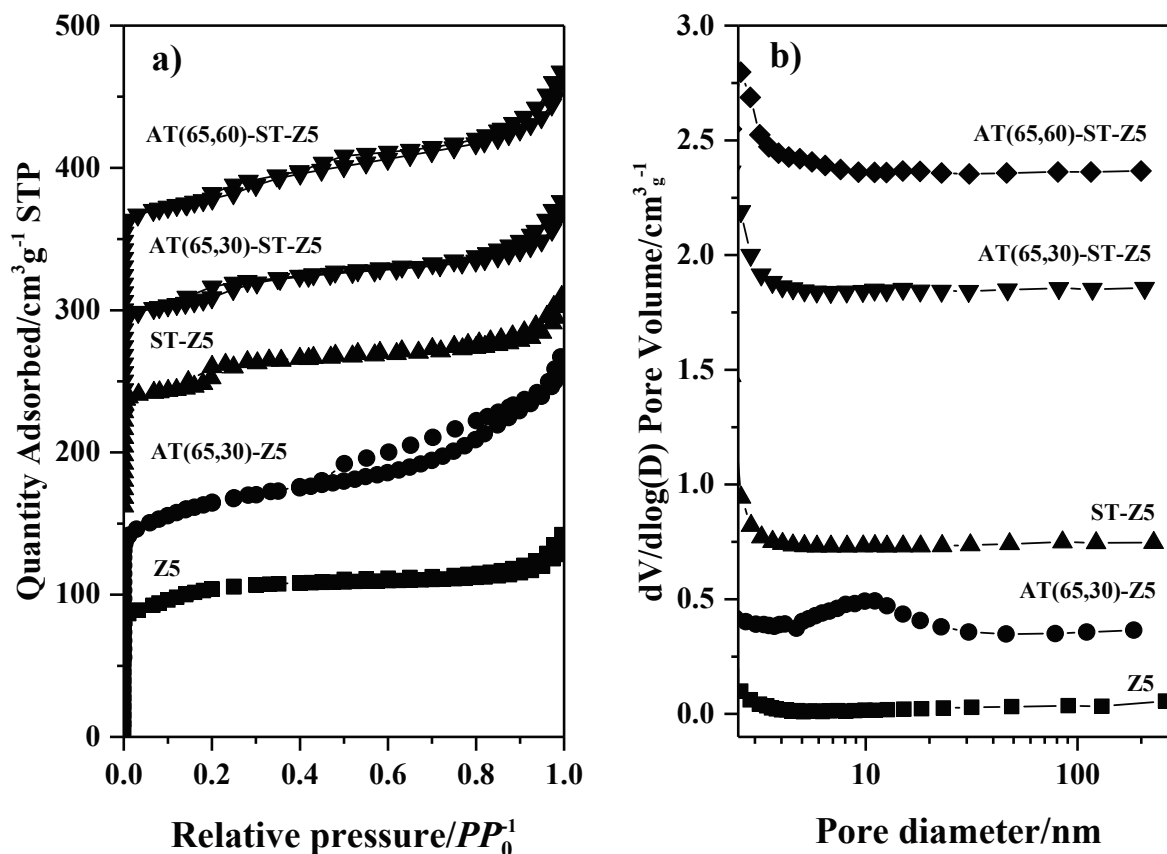 a)
500
400
300
200
100
0
Quantity Adsorbed/cm³g⁻¹ STP
AT(65,60)-ST-Z5
AT(65,30)-ST-Z5
ST-Z5
AT(65,30)-Z5
Z5
0.0 0.2 0.4 0.6 0.8 1.0
Relative pressure/PP₀⁻¹
b)
3.0
2.5
2.0
1.5
1.0
0.5
0.0
dV/dlog(D) Pore Volume/cm³g⁻¹
AT(65,60)-ST-Z5
AT(65,30)-ST-Z5
ST-Z5
AT(65,30)-Z5
Z5
10 100
Pore diameter/nm